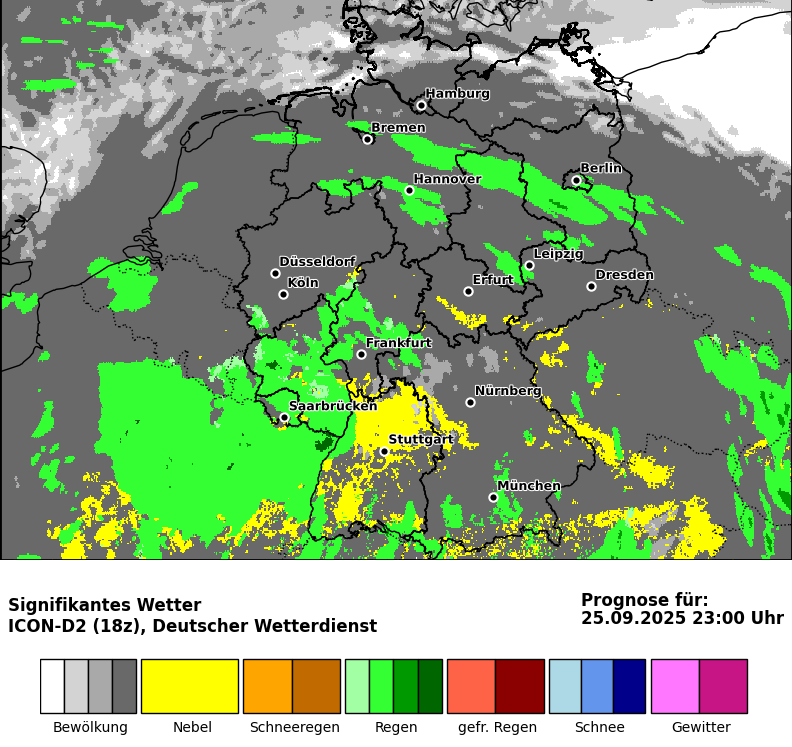 Hamburg
Bremen
Berlin
Hannover
Leipzig
Düsseldorf
Dresden
Köln
Erfurt
Frankfurt
Nürnberg
Saarbrücken
Stuttgart
München
Signifikantes Wetter
ICON-D2 (18z), Deutscher Wetterdienst
Prognose für:
25.09.2025 23:00 Uhr
Bewölkung
Nebel
Schneeregen
Regen
gefr. Regen
Schnee
Gewitter